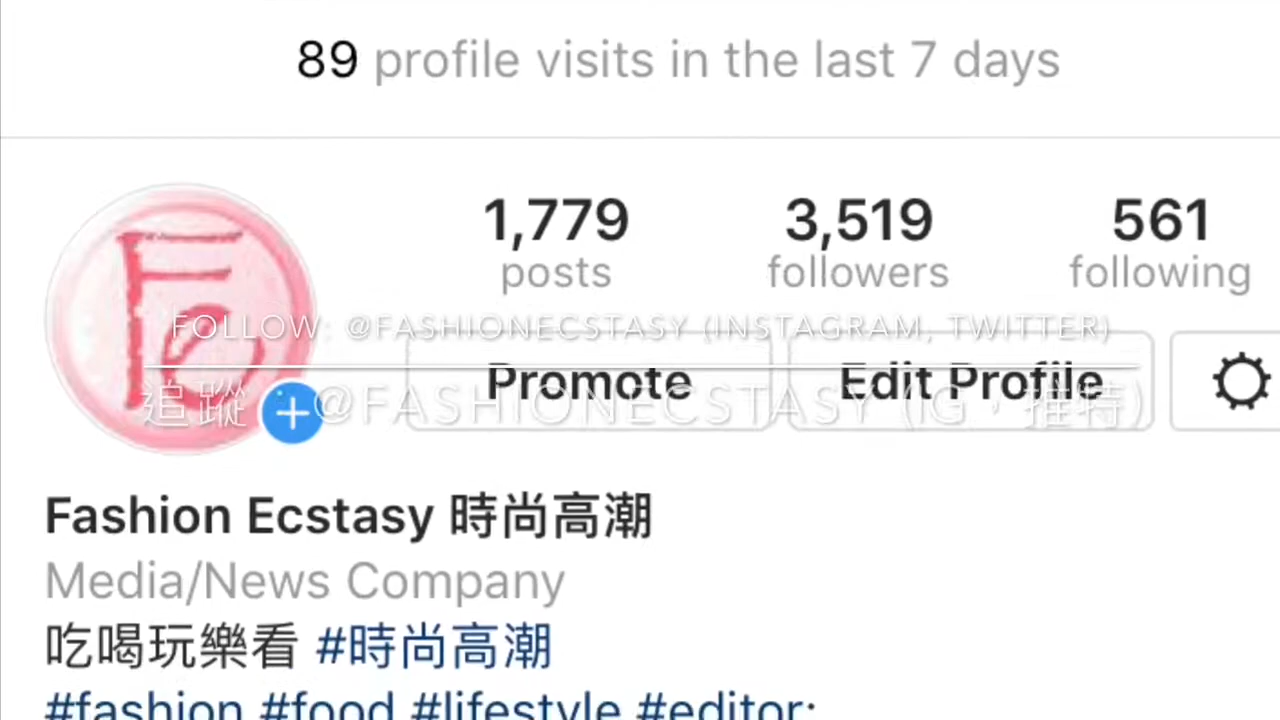 89 profile visits in the last 7 days
1,779 3,519 561
posts followers following
FOLLOW: @FASHIONECSTASY (INSTAGRAM, TWITTER)
Promote Edit Profile
追蹤：@FASHIONECSTASY (IG，推特)
Fashion Ecstasy 時尚高潮
Media/News Company
吃喝玩樂看 #時尚高潮
#fashion #food #lifestyle #editor: